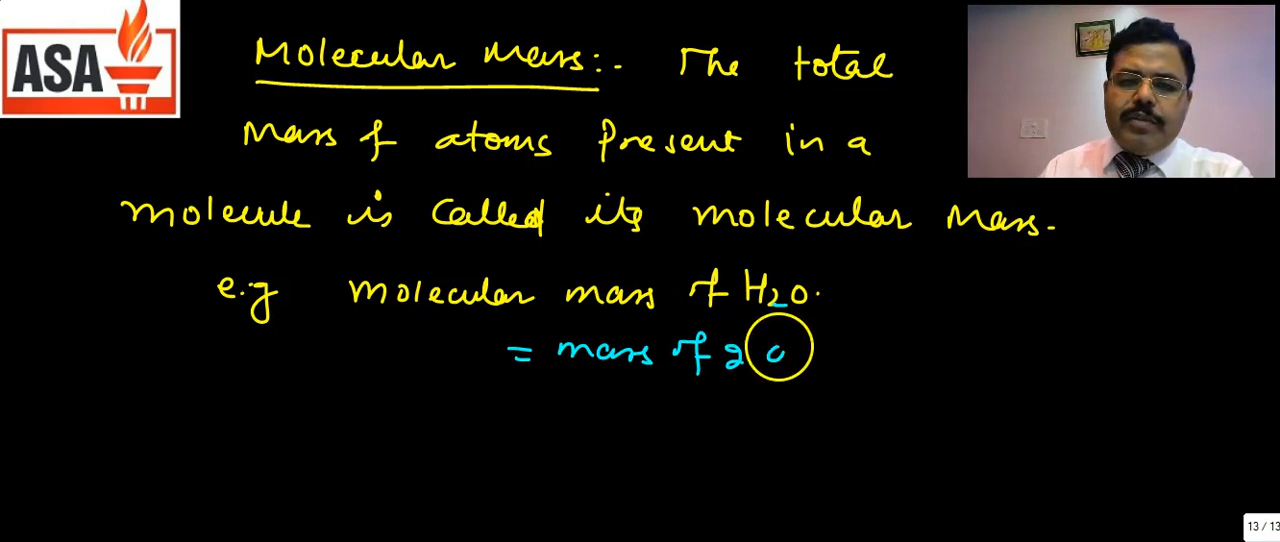 ASA
Molecular Mass:- The total
Mass of atoms Present in a
molecule is called its molecular Mass.
e.g molecular mass of H2O.
= mass of 2
13 / 13